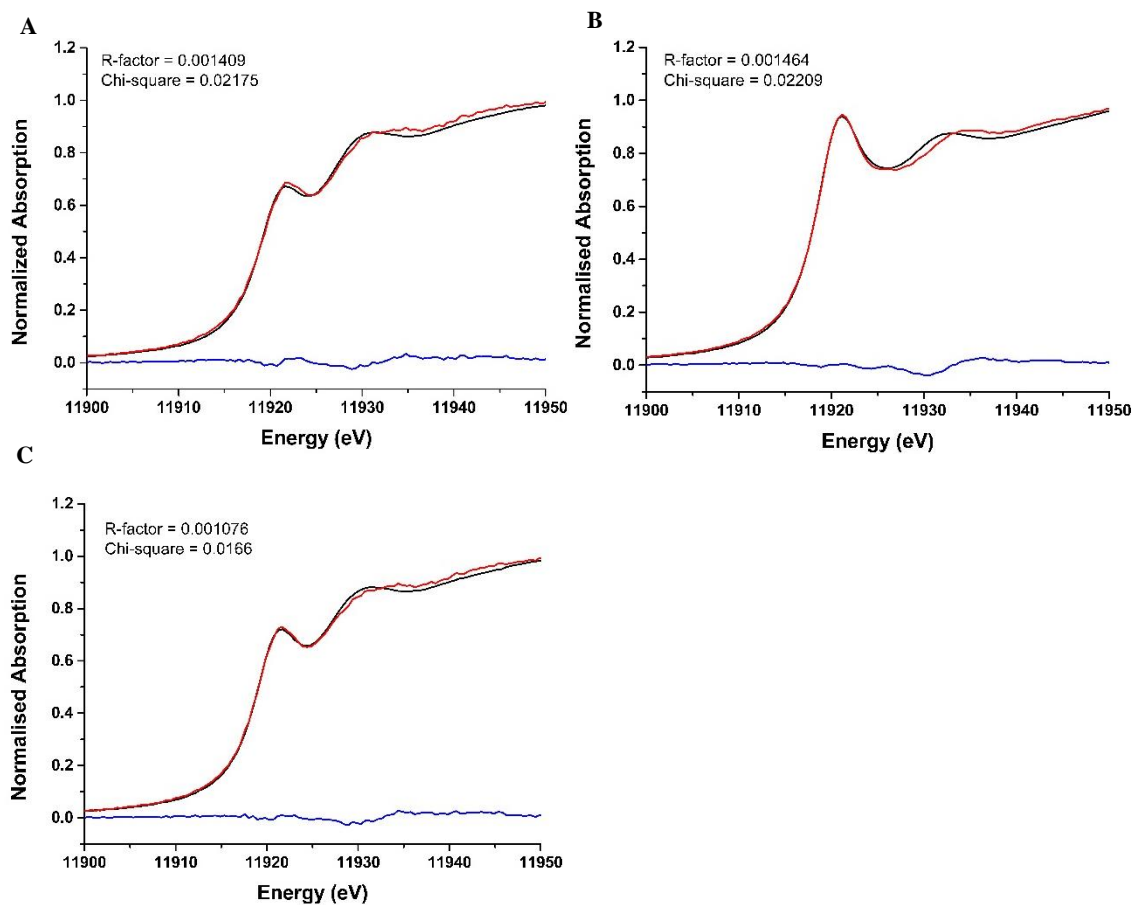 A
R-factor = 0.001409
Chi-square = 0.02175
Normalized Absorption
1.2
1.0
0.8
0.6
0.4
0.2
0.0
11900 11910 11920 11930 11940 11950
Energy (eV)
B
R-factor = 0.001464
Chi-square = 0.02209
Normalised Absorption
1.2
1.0
0.8
0.6
0.4
0.2
0.0
11900 11910 11920 11930 11940 11950
Energy (eV)
C
R-factor = 0.001076
Chi-square = 0.0166
Normalised Absorption
1.2
1.0
0.8
0.6
0.4
0.2
0.0
11900 11910 11920 11930 11940 11950
Energy (eV)